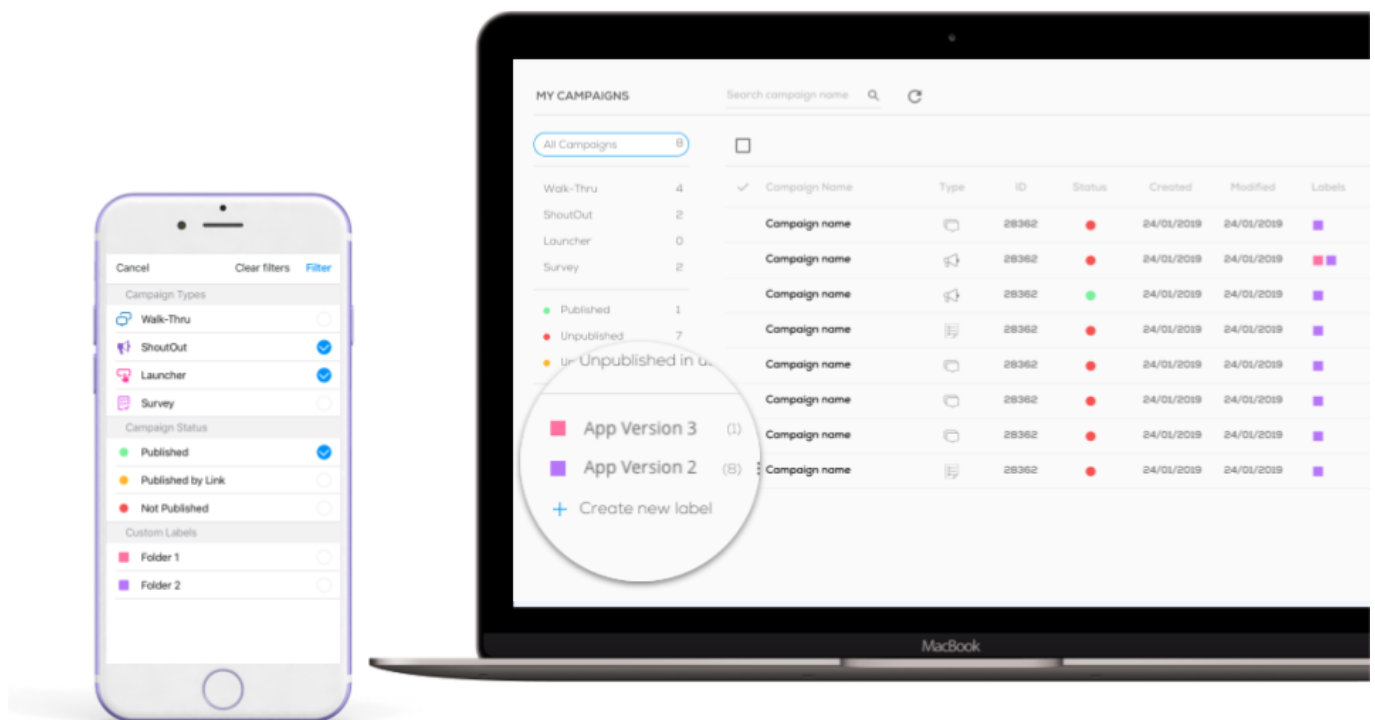 Cancel Clear filters Filter
Campaign Types
Walk-Thru
ShoutOut
Launcher
Survey
Campaign Status
Published
Published by Link
Not Published
Custom Labels
Folder 1
Folder 2
MY CAMPAIGNS Search campaign name
All Campaigns 8
Walk-Thru 4
ShoutOut 2
Launcher 0
Survey 2
Published 1
Unpublished 7
Unpublished in
App Version 3 (1)
App Version 2 (8)
+ Create new label
Campaign Name Type ID Status Created Modified Labels
Campaign name 28362 24/01/2019 24/01/2019
Campaign name 28362 24/01/2019 24/01/2019
Campaign name 28362 24/01/2019 24/01/2019
Campaign name 28362 24/01/2019 24/01/2019
Campaign name 28362 24/01/2019 24/01/2019
Campaign name 28362 24/01/2019 24/01/2019
Campaign name 28362 24/01/2019 24/01/2019
Campaign name 28362 24/01/2019 24/01/2019
MacBook